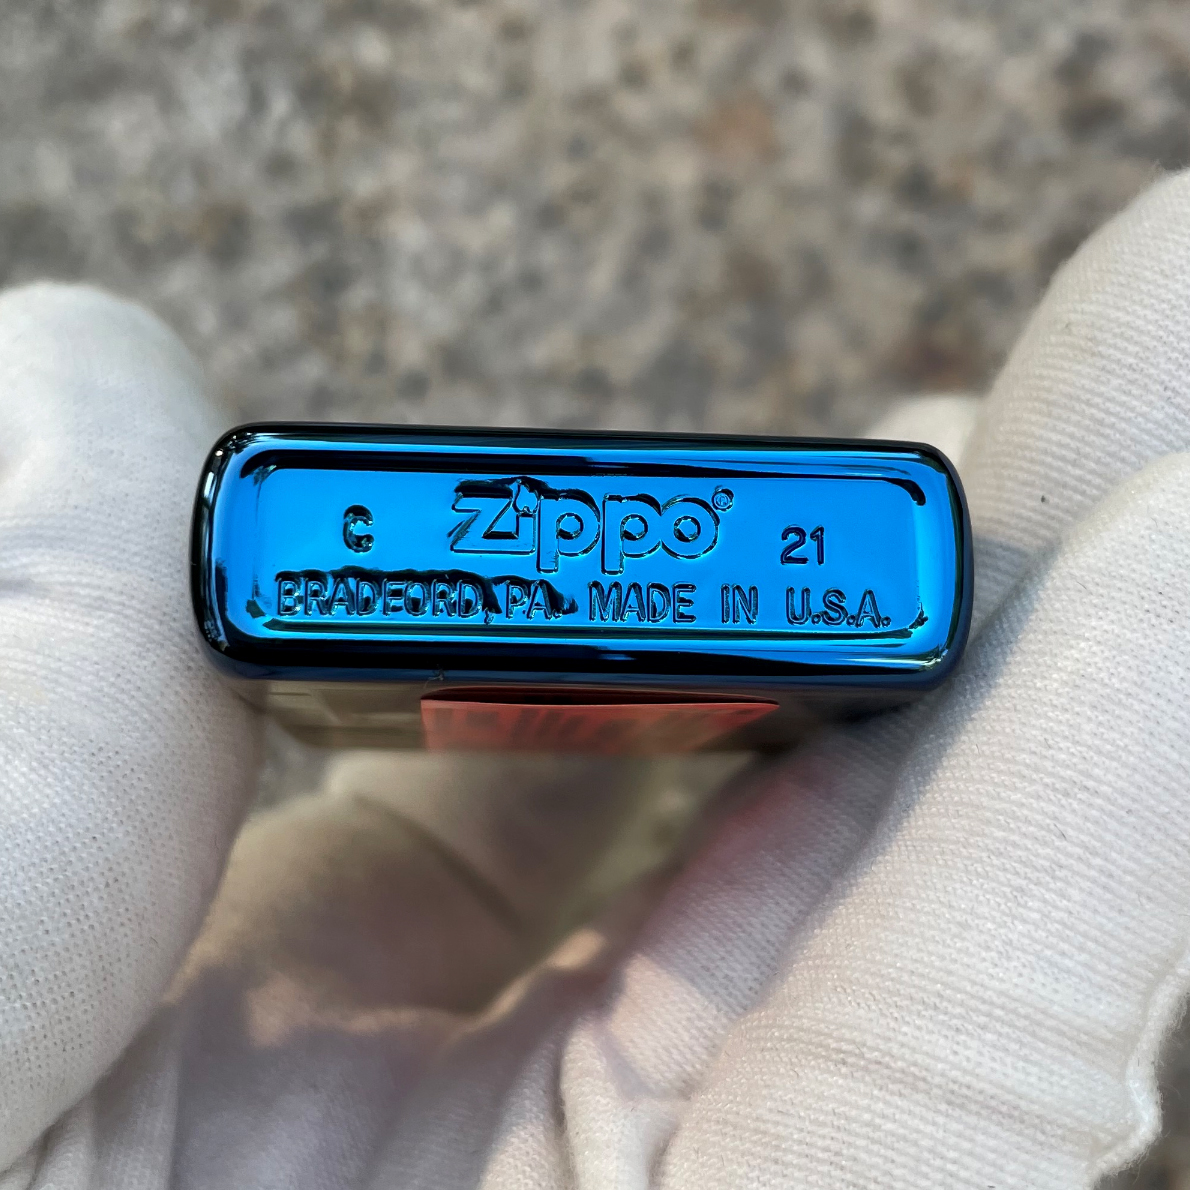 C Zippo® 21
BRADFORD, PA. MADE IN U.S.A.